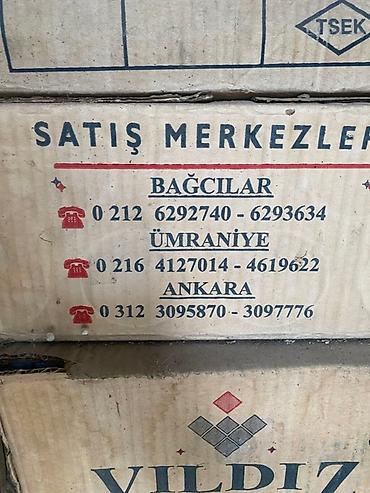 TSEK
SATIŞ MERKEZLER
BAĞCILAR
0 212 6292740 - 6293634
ÜMRANİYE
0 216 4127014 - 4619622
ANKARA
0 312 3095870 - 3097776
YILDIZ